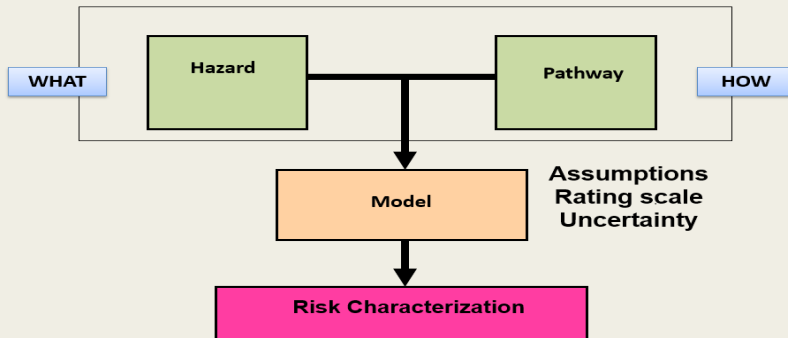 WHAT
Hazard
Pathway
HOW
Model
Assumptions
Rating scale
Uncertainty
Risk Characterization